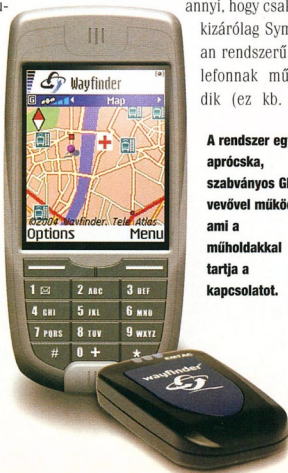 u-
annyi, hogy csak
kizárólag Sym
an rendszerű
lefonnak mű
dik (ez kb.
A rendszer egy
aprócska,
szabványos GP
vevővel működ
ami a
műholdakkal
tartja a
kapcsolatot.
Wayfinder
G Map
©2004 Wayfinder, Tele Atlas
Options Menu
1 2 ABC 3 DEF
4 GHI 5 JKL 6 MNO
7 PQRS 8 TUV 9 WXYZ
# 0 + *
wayfinder